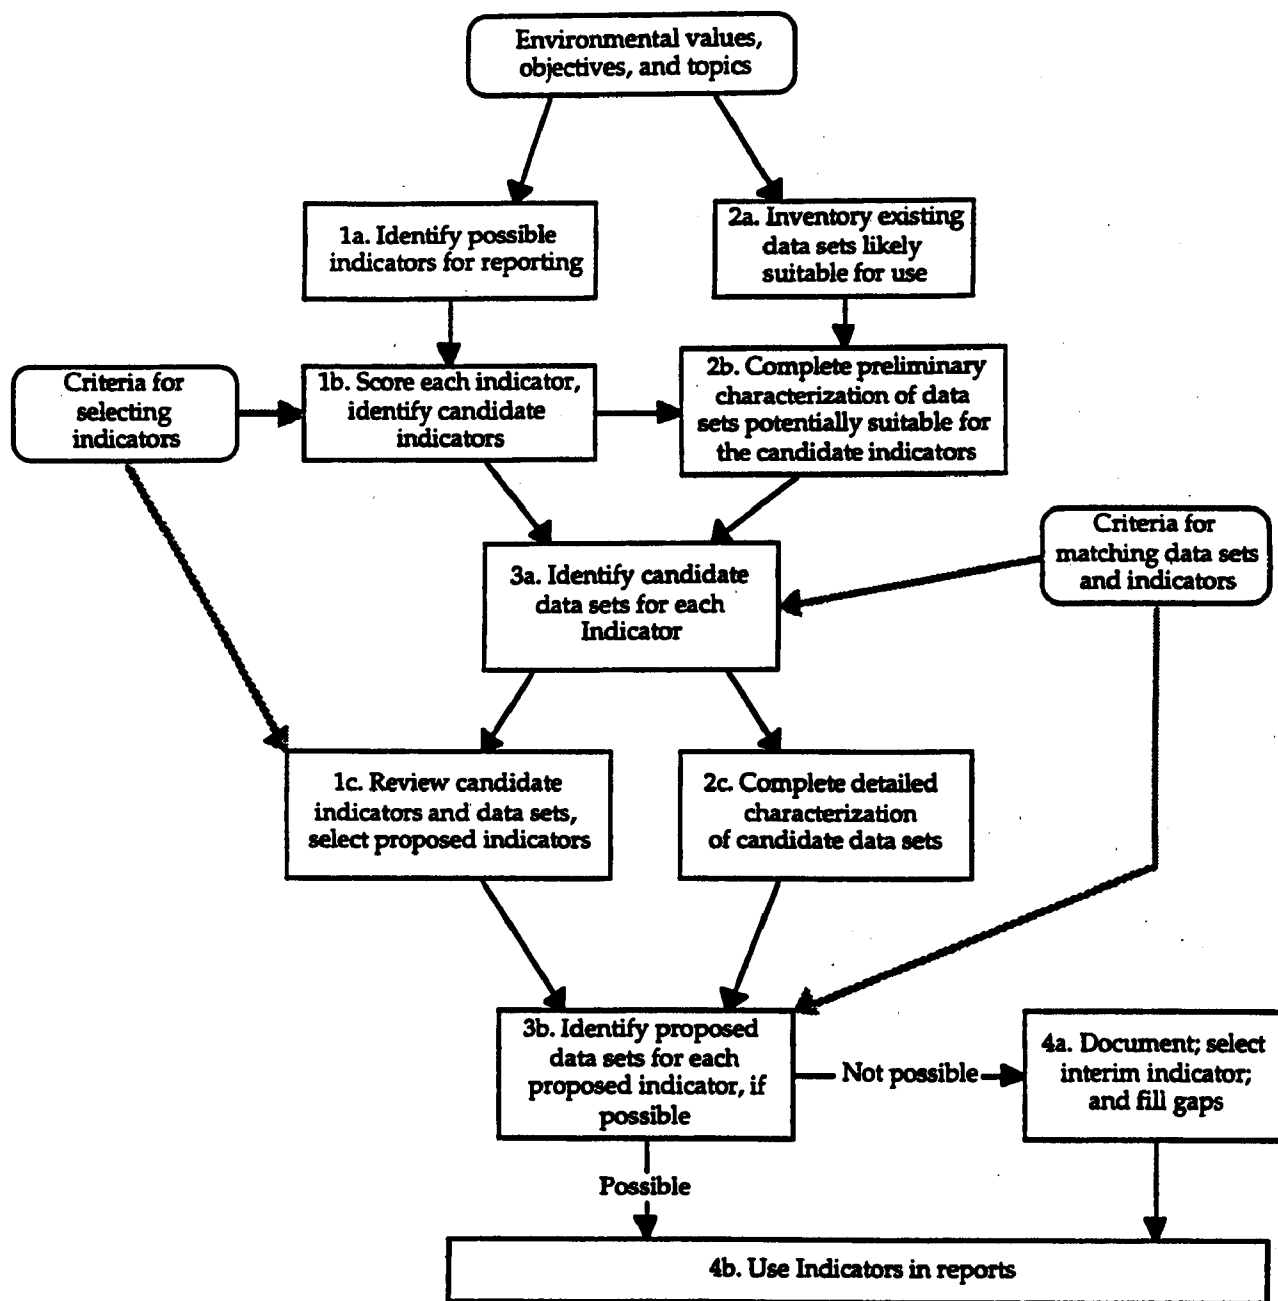 Environmental values,
objectives, and topics
1a. Identify possible
indicators for reporting
2a. Inventory existing
data sets likely
suitable for use
Criteria for
selecting
indicators
1b. Score each indicator,
identify candidate
indicators
2b. Complete preliminary
characterization of data
sets potentially suitable for
the candidate indicators
Criteria for
matching data sets
and indicators
3a. Identify candidate
data sets for each
Indicator
1c. Review candidate
indicators and data sets,
select proposed indicators
2c. Complete detailed
characterization
of candidate data sets
3b. Identify proposed
data sets for each
proposed indicator, if
possible
Not possible
4a. Document; select
interim indicator;
and fill gaps
Possible
4b. Use Indicators in reports